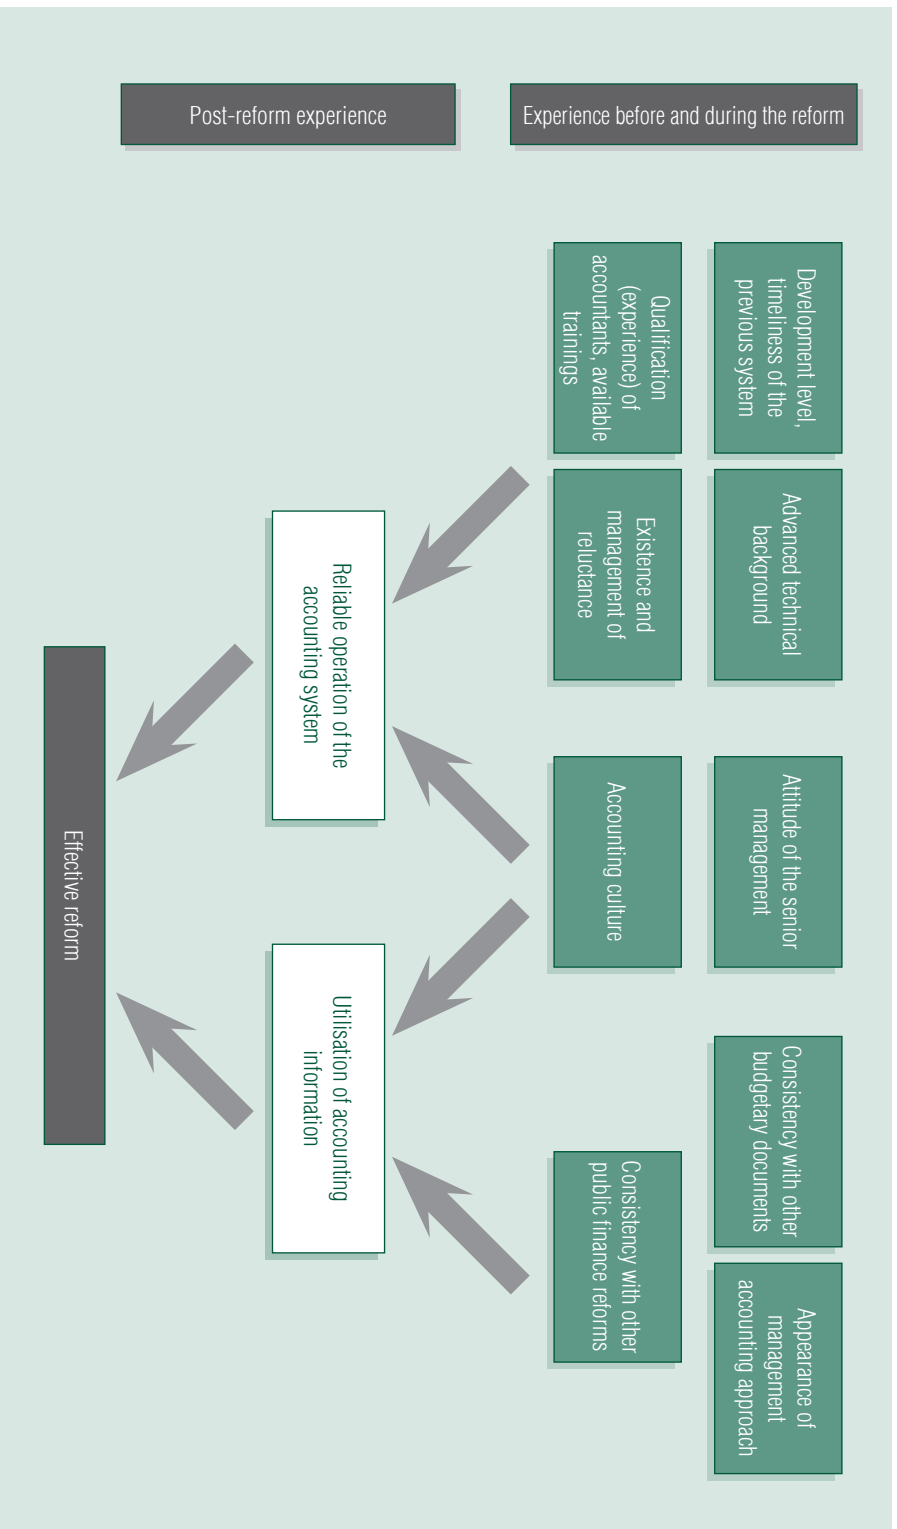 Post-reform experience
Experience before and during the reform
Development level,
timeliness of the
previous system
Advanced technical
background
Attitude of the senior
management
Consistency with other
budgetary documents
Appearance of
management
accounting approach
Qualification
(experience) of
accountants, available
trainings
Existence and
management of
reluctance
Accounting culture
Consistency with other
public finance reforms
Reliable operation of the
accounting system
Utilisation of accounting
information
Effective reform